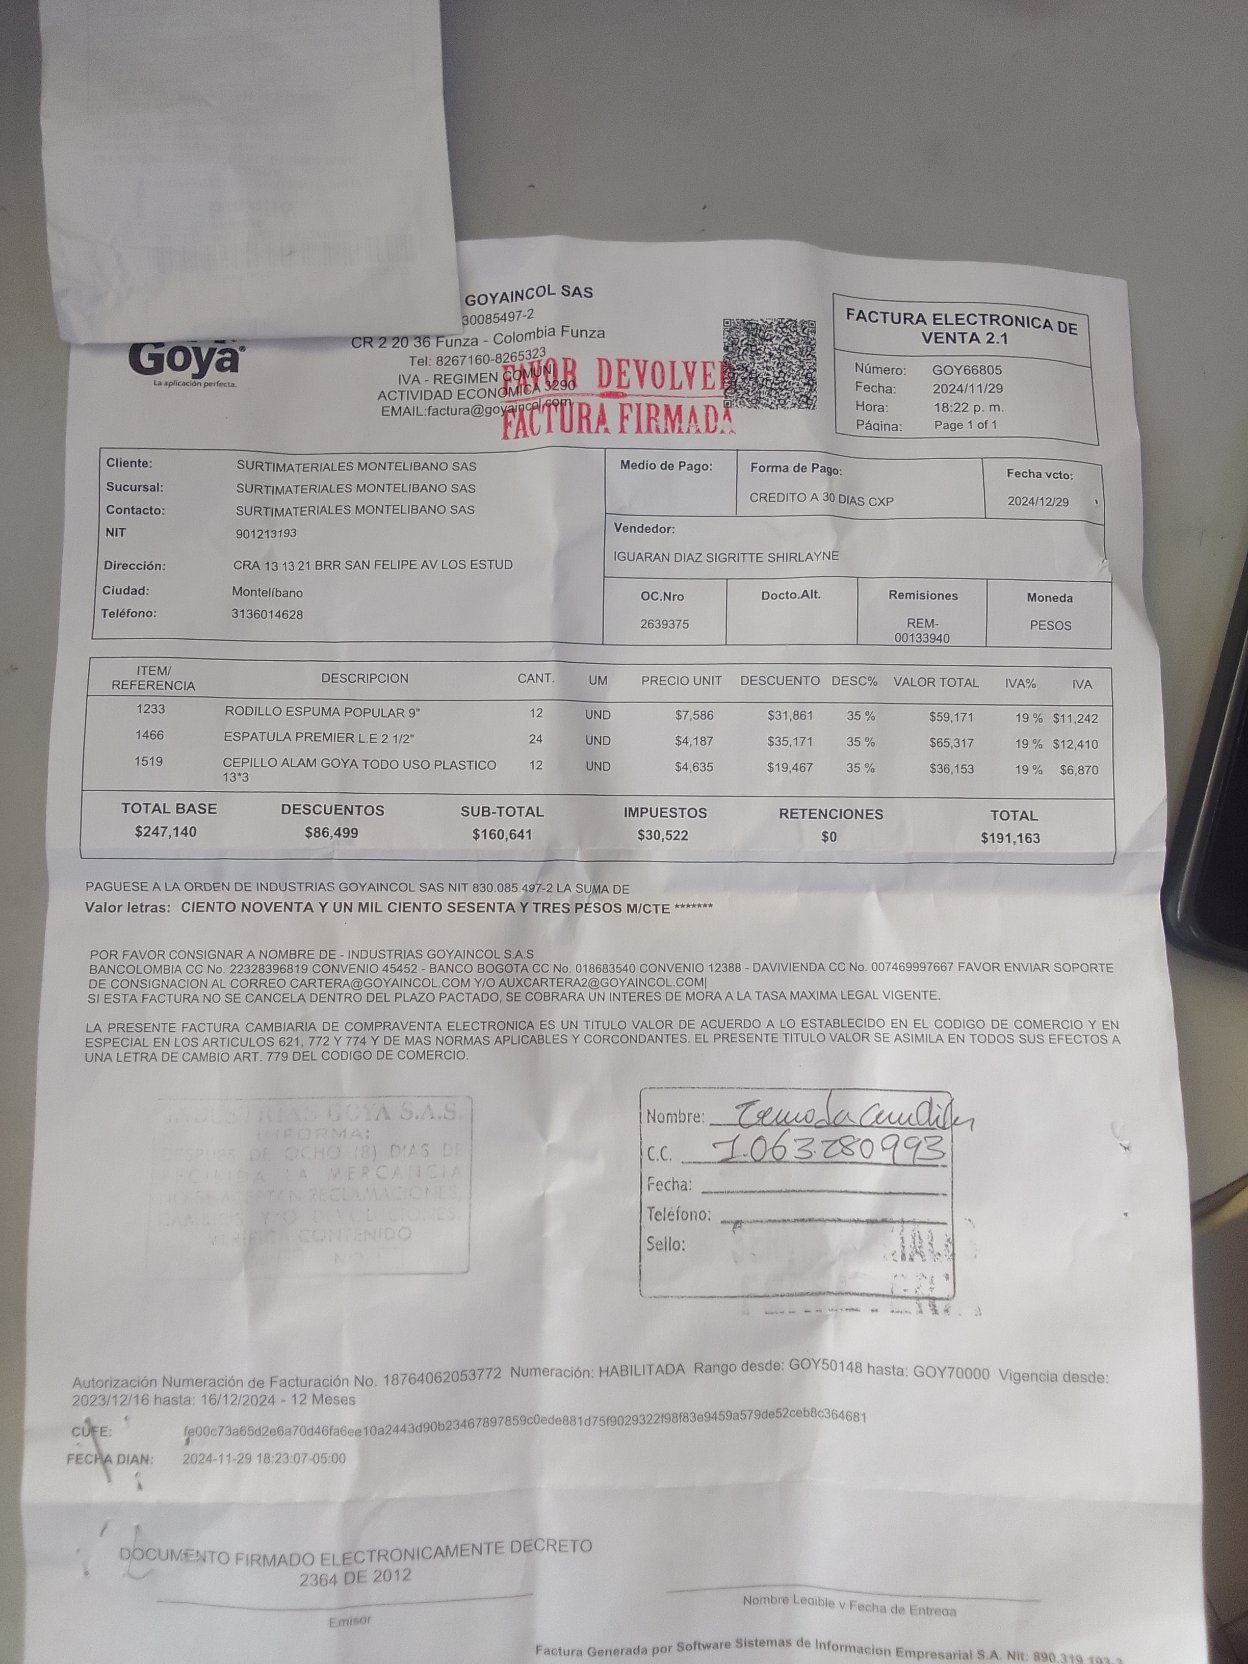 GOYAINCOL SAS
30085497-2
CR 2 20 36 Funza - Colombia Funza
Tel: 8267160-8265323
IVA - REGIMEN COMUN
ACTIVIDAD ECONOMICA 3290
EMAIL:factura@goyaincol.com
Goya
La aplicación perfecta.
FAVOR DEVOLVER
FACTURA FIRMADA
FACTURA ELECTRONICA DE
VENTA 2.1
Número: GOY66805
Fecha: 2024/11/29
Hora: 18:22 p. m.
Página: Page 1 of 1
Cliente: SURTIMATERIALES MONTELIBANO SAS
Sucursal: SURTIMATERIALES MONTELIBANO SAS
Contacto: SURTIMATERIALES MONTELIBANO SAS
NIT 901213193
Dirección: CRA 13 13 21 BRR SAN FELIPE AV LOS ESTUD
Ciudad: Montelíbano
Teléfono: 3136014628
Medio de Pago: Forma de Pago: Fecha vcto:
CREDITO A 30 DIAS CXP 2024/12/29
Vendedor:
IGUARAN DIAZ SIGRITTE SHIRLAYNE
OC.Nro Docto.Alt. Remisiones Moneda
2639375 REM-00133940 PESOS
ITEM/REFERENCIA DESCRIPCION CANT. UM PRECIO UNIT DESCUENTO DESC% VALOR TOTAL IVA% IVA
1233 RODILLO ESPUMA POPULAR 9" 12 UND $7,586 $31,861 35 % $59,171 19 % $11,242
1466 ESPATULA PREMIER L.E 2 1/2" 24 UND $4,187 $35,171 35 % $65,317 19 % $12,410
1519 CEPILLO ALAM GOYA TODO USO PLASTICO 12 UND $4,635 $19,467 35 % $36,153 19 % $6,870
13*3
TOTAL BASE DESCUENTOS SUB-TOTAL IMPUESTOS RETENCIONES TOTAL
$247,140 $86,499 $160,641 $30,522 $0 $191,163
PAGUESE A LA ORDEN DE INDUSTRIAS GOYAINCOL SAS NIT 830.085.497-2 LA SUMA DE
Valor letras: CIENTO NOVENTA Y UN MIL CIENTO SESENTA Y TRES PESOS M/CTE *******
POR FAVOR CONSIGNAR A NOMBRE DE - INDUSTRIAS GOYAINCOL S.A.S
BANCOLOMBIA CC No. 22328396819 CONVENIO 45452 - BANCO BOGOTA CC No. 018683540 CONVENIO 12388 - DAVIVIENDA CC No. 007469997667 FAVOR ENVIAR SOPORTE
DE CONSIGNACION AL CORREO CARTERA@GOYAINCOL.COM Y/O AUXCARTERA2@GOYAINCOL.COM|
SI ESTA FACTURA NO SE CANCELA DENTRO DEL PLAZO PACTADO, SE COBRARA UN INTERES DE MORA A LA TASA MAXIMA LEGAL VIGENTE.
LA PRESENTE FACTURA CAMBIARIA DE COMPRAVENTA ELECTRONICA ES UN TITULO VALOR DE ACUERDO A LO ESTABLECIDO EN EL CODIGO DE COMERCIO Y EN
ESPECIAL EN LOS ARTICULOS 621, 772 Y 774 Y DE MAS NORMAS APLICABLES Y CORCONDANTES. EL PRESENTE TITULO VALOR SE ASIMILA EN TODOS SUS EFECTOS A
UNA LETRA DE CAMBIO ART. 779 DEL CODIGO DE COMERCIO.
INDUSTRIAS GOYA S.A.S.
INFORMA:
DE OCHO (8) DIAS DE
LA MERCANCIA
RECLAMACIONES
Y/O
CONTENIDO
Nombre:
C.C. 1.063280993
Fecha:
Teléfono:
Sello:
Autorización Numeración de Facturación No. 18764062053772 Numeración: HABILITADA Rango desde: GOY50148 hasta: GOY70000 Vigencia desde:
2023/12/16 hasta: 16/12/2024 - 12 Meses
CUFE: fe00c73a65d2e6a70d46fa6ee10a2443d90b23467897859c0ede881d75f9029322f98f83e9459a579de52ceb8c364681
FECHA DIAN: 2024-11-29 18:23:07-05:00
DOCUMENTO FIRMADO ELECTRONICAMENTE DECRETO
2364 DE 2012
Emisor
Nombre Legible y Fecha de Entrega
Factura Generada por Software Sistemas de Informacion Empresarial S.A. Nit: 890.319.193-3